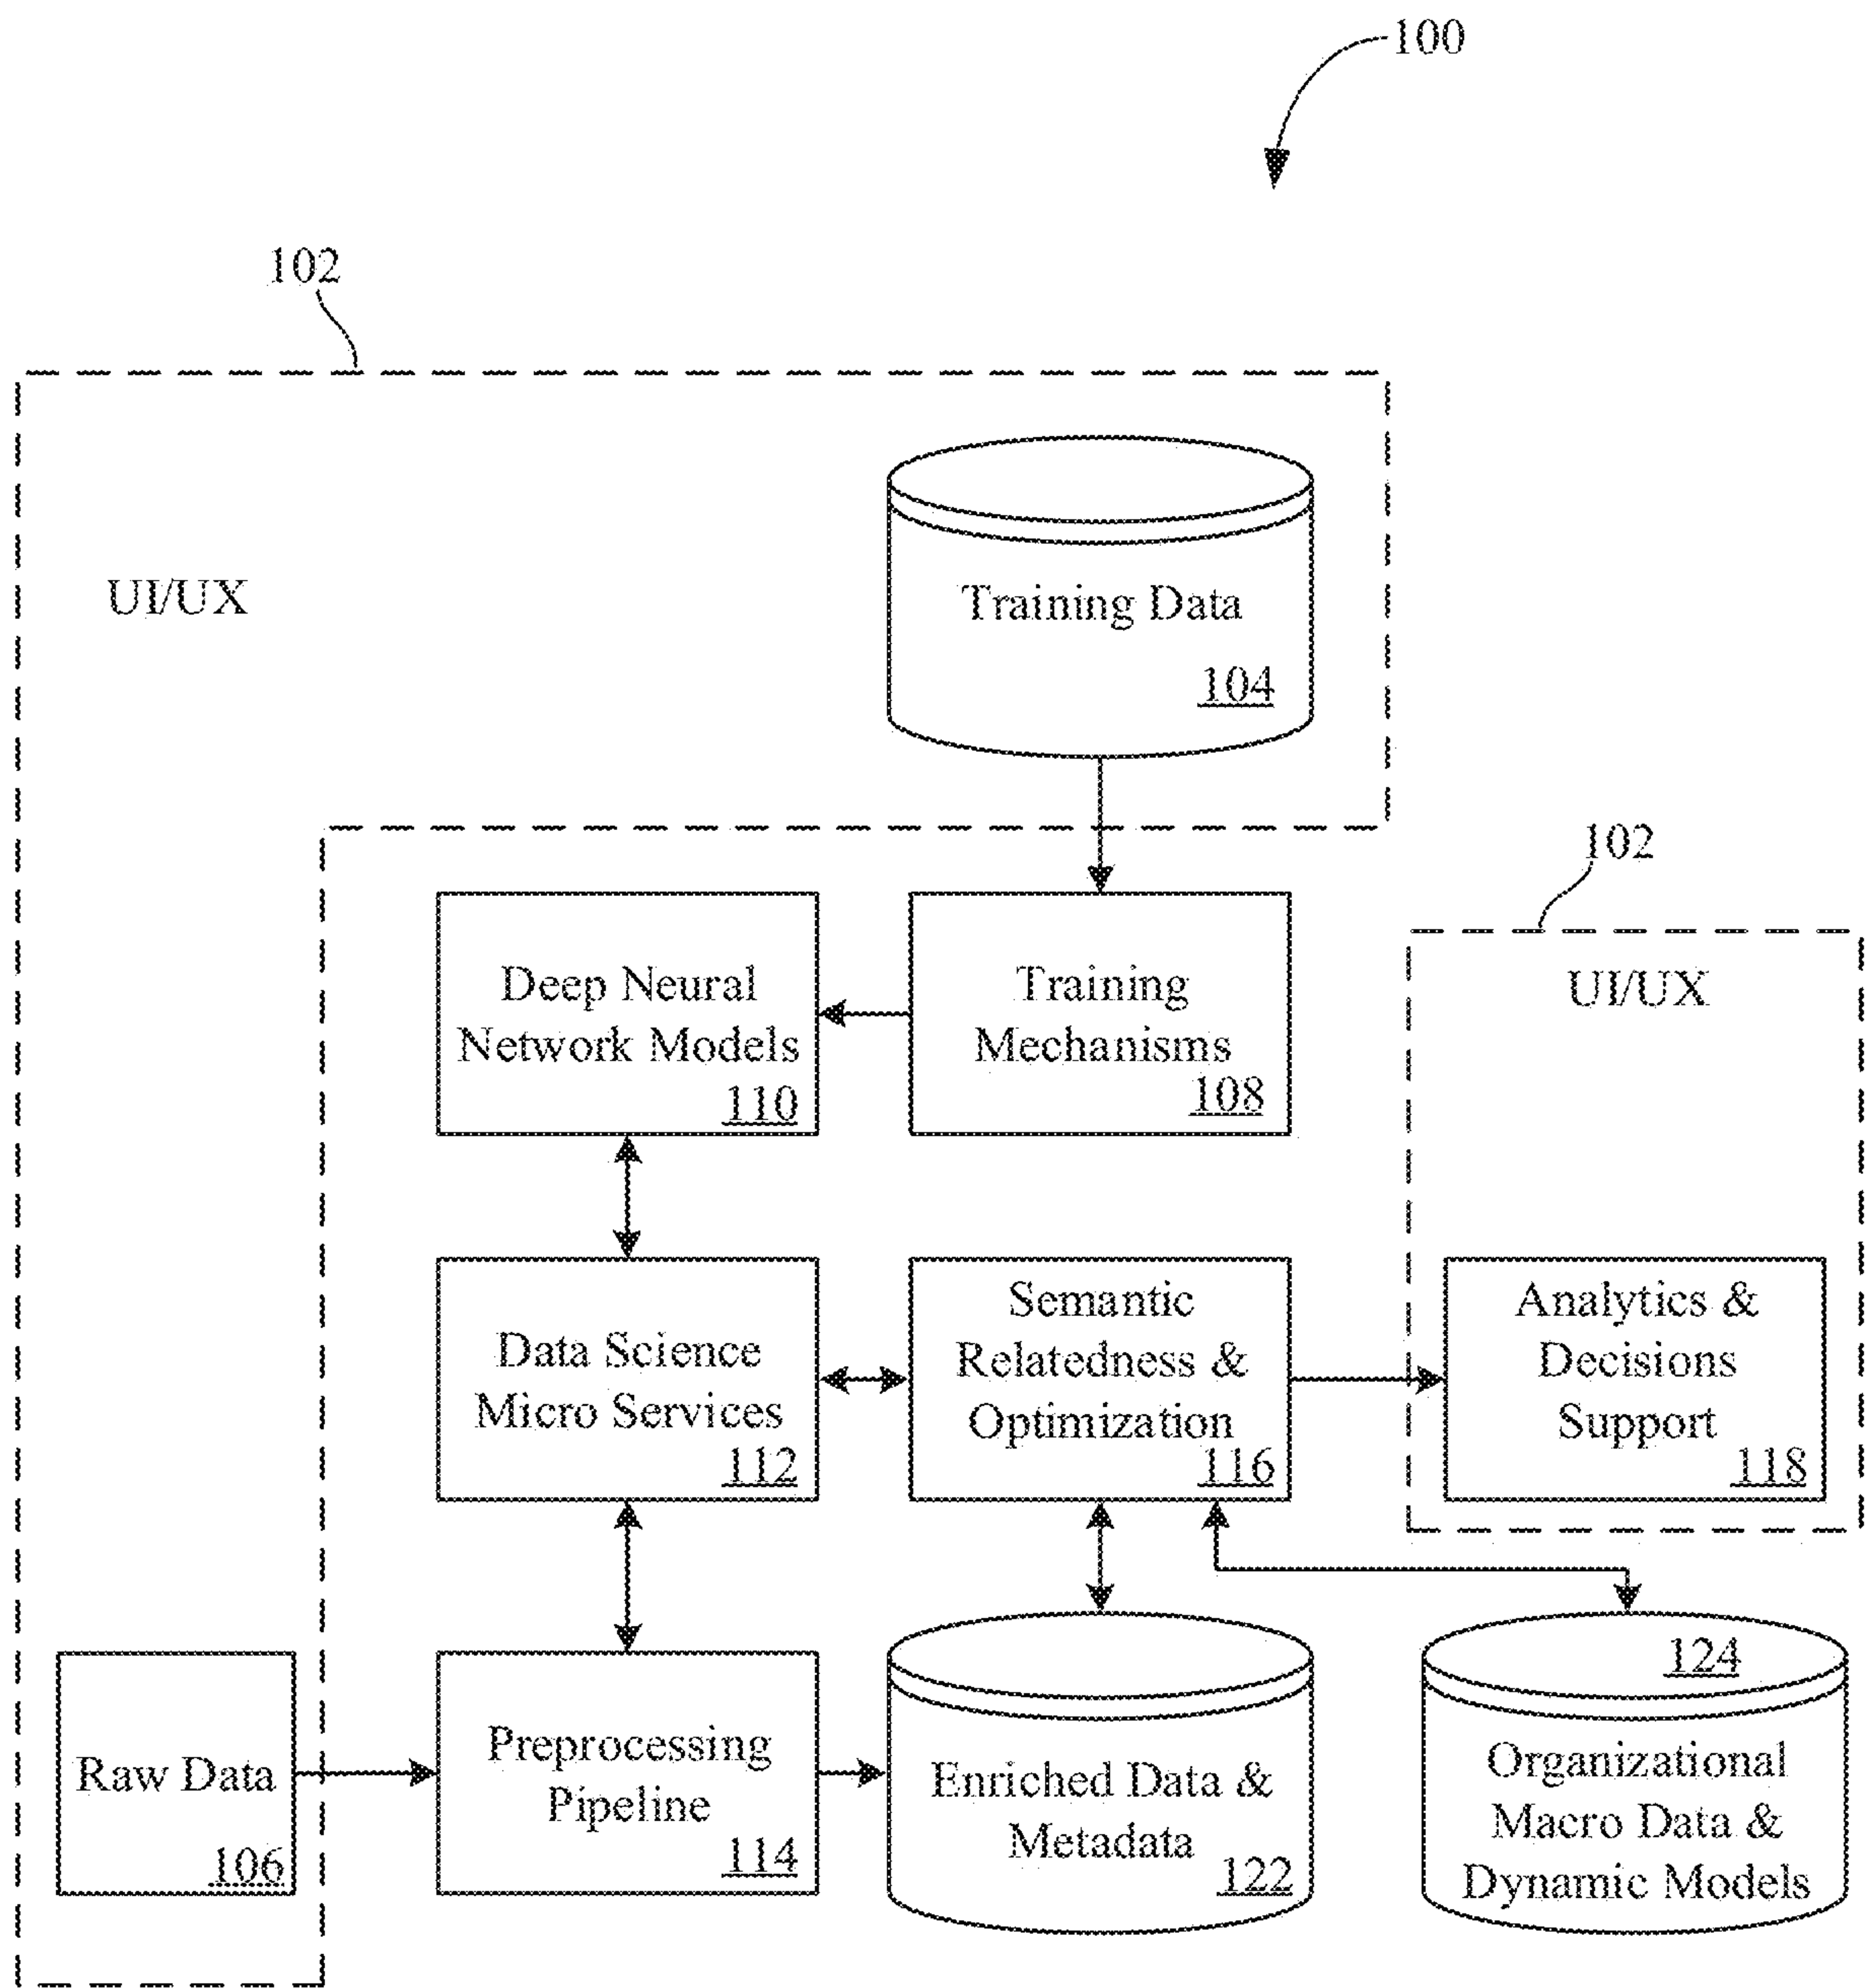 100
102
UI/UX
Training Data
104
102
UI/UX
Deep Neural
Network Models
110
Training
Mechanisms
108
Data Science
Micro Services
112
Semantic
Relatedness &
Optimization
116
Analytics &
Decisions
Support
118
Raw Data
106
Preprocessing
Pipeline
114
Enriched Data &
Metadata
122
124
Organizational
Macro Data &
Dynamic Models